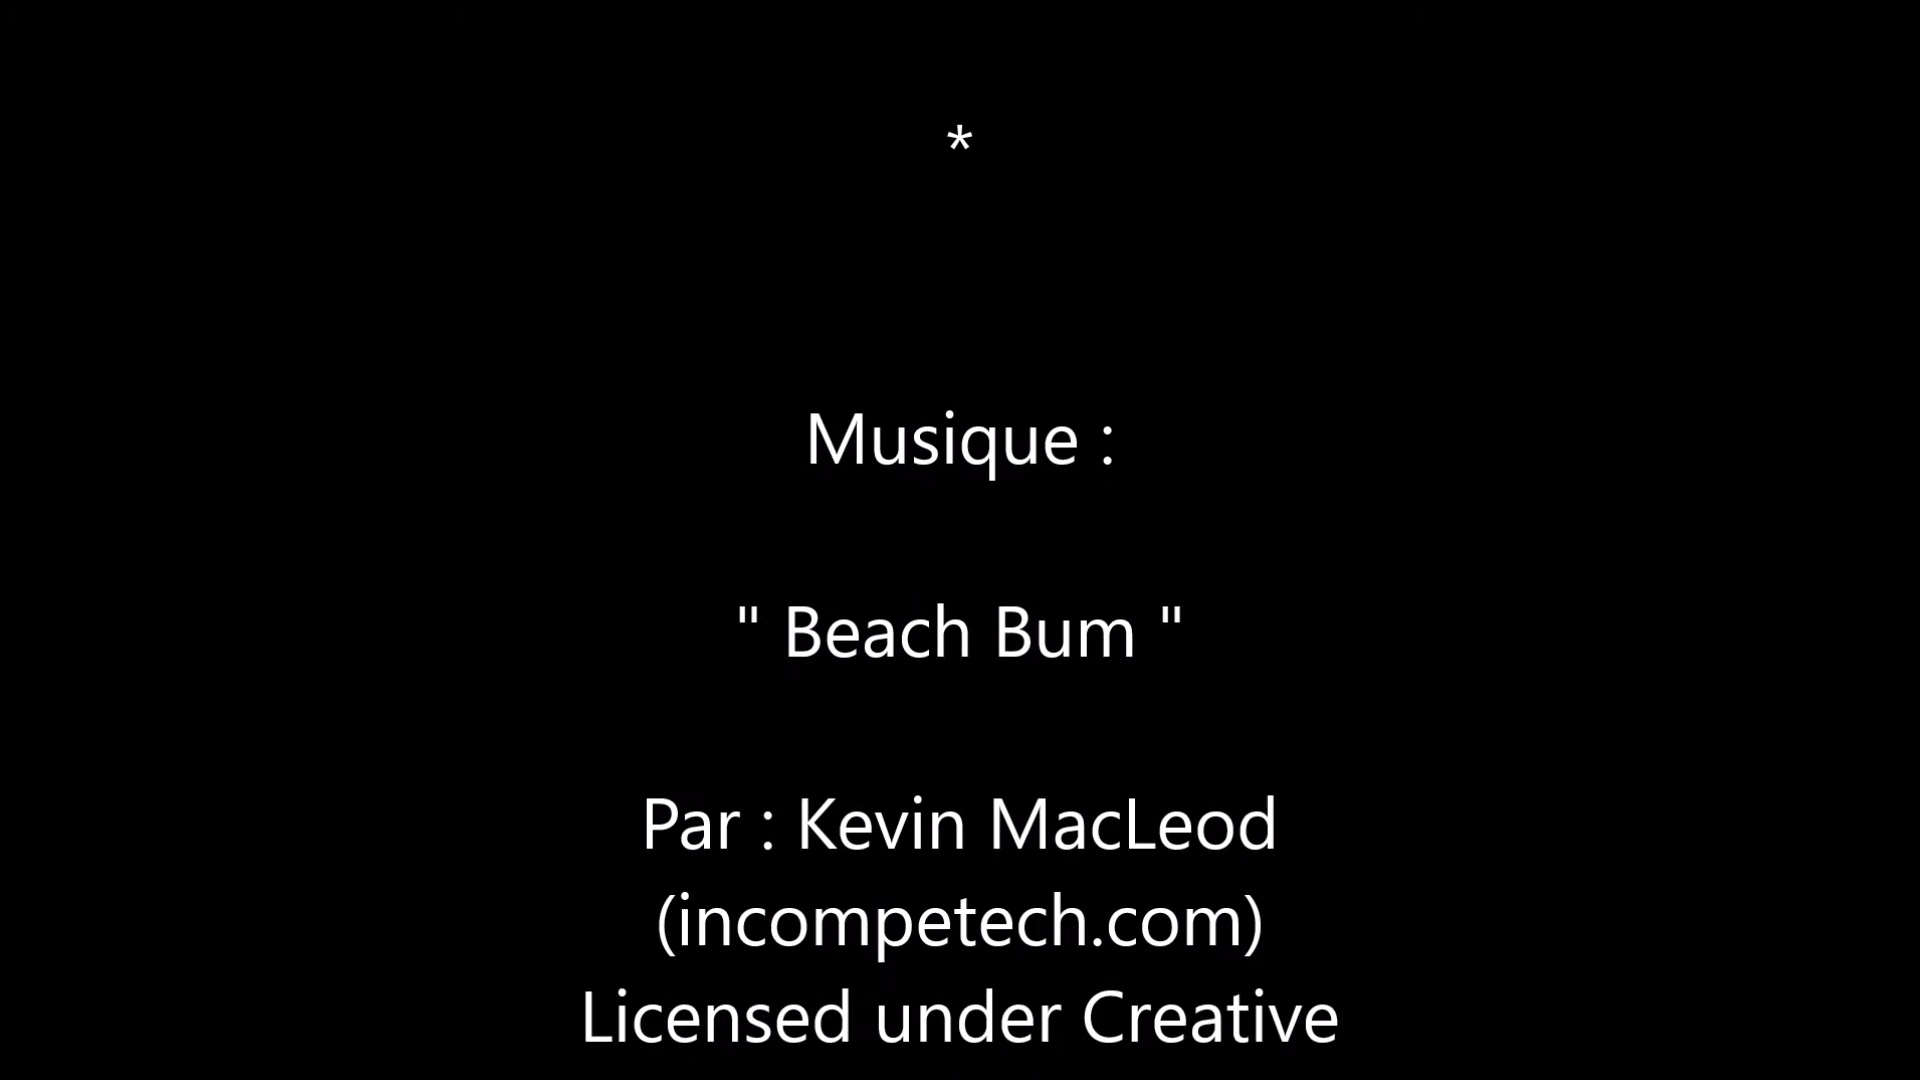 *
Musique :
" Beach Bum "
Par : Kevin MacLeod
(incompetech.com)
Licensed under Creative